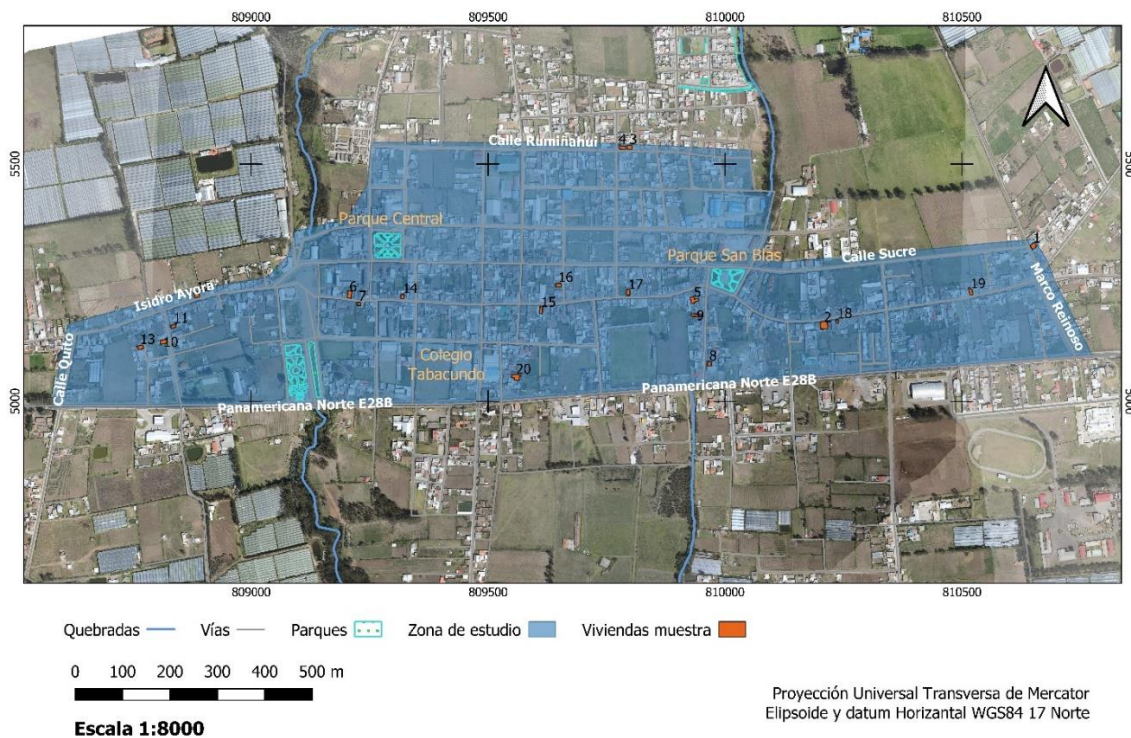 809000 809500 810000 810500
5500
5500
Calle Rumiñahui
4 3
Parque Central
Parque San Blas
Calle Sucre
1
Marco Reinoso
Isidro Ayora
6
7
14
16
15
17
5
9
2
18
19
11
13
10
8
Calle Quito
Colegio
Tabacundo
20
Panamericana Norte E28B
Panamericana Norte E28B
5000
5000
809000 809500 810000 810500
Quebradas Vías Parques Zona de estudio Viviendas muestra
0 100 200 300 400 500 m
Escala 1:8000
Proyección Universal Transversa de Mercator
Elipsoide y datum Horizantal WGS84 17 Norte